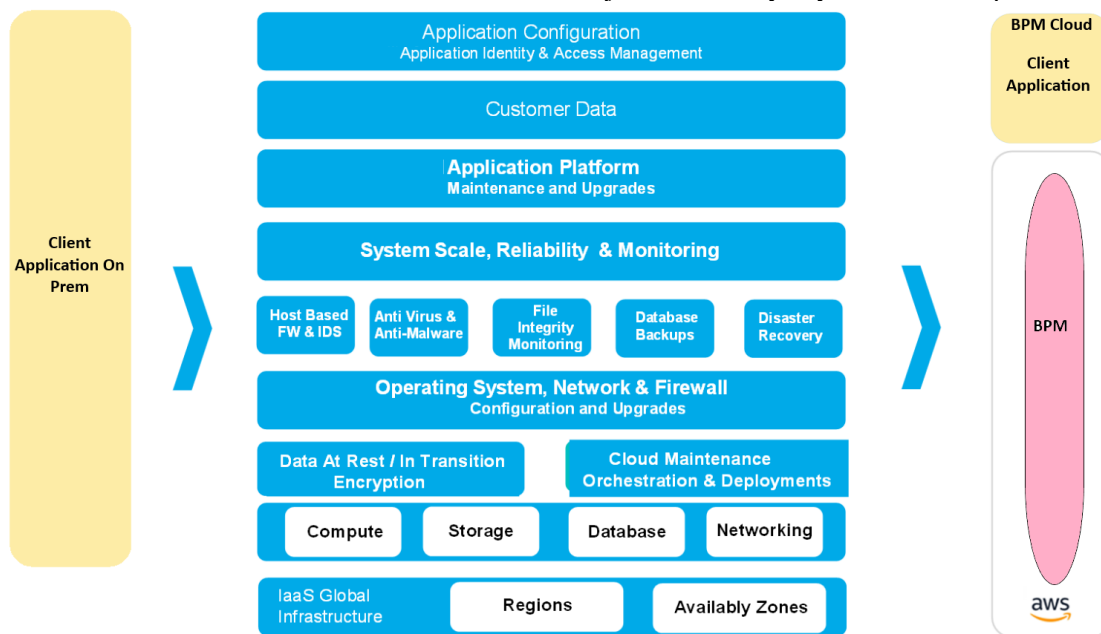 Application Configuration
Application Identity & Access Management
Customer Data
Application Platform
Maintenance and Upgrades
System Scale, Reliability & Monitoring
Host Based
FW & IDS
Anti Virus &
Anti-Malware
File
Integrity
Monitoring
Database
Backups
Disaster
Recovery
Operating System, Network & Firewall
Configuration and Upgrades
Data At Rest / In Transition
Encryption
Cloud Maintenance
Orchestration & Deployments
Compute
Storage
Database
Networking
IaaS Global
Infrastructure
Regions
Availably Zones
Client
Application On
Prem
BPM Cloud
Client
Application
BPM
aws